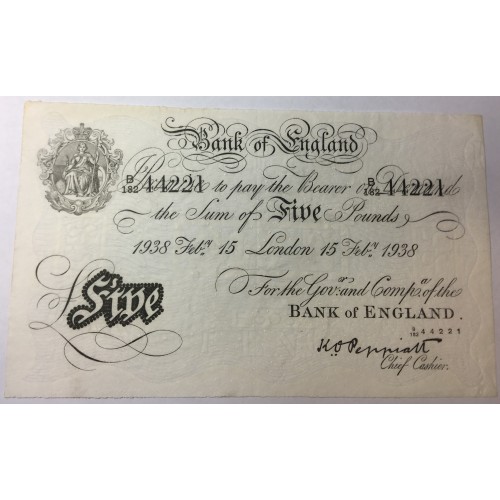 Bank of England
B/182 44221 to pay the Bearer on B/182 44221
the Sum of Five Pounds
1938 Feby. 15 London 15 Feby. 1938
For the Govr. and Compa. of the
BANK of ENGLAND.
B/182 44221
Five
K O Peppiatt
Chief Cashier.